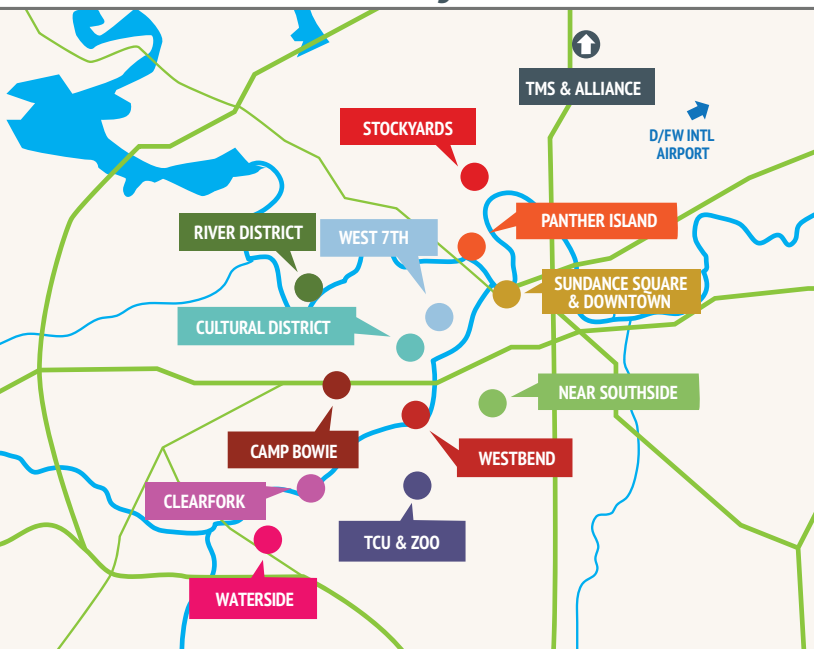 TMS & ALLIANCE
D/FW INTL
AIRPORT
STOCKYARDS
PANTHER ISLAND
RIVER DISTRICT
WEST 7TH
SUNDANCE SQUARE
& DOWNTOWN
CULTURAL DISTRICT
NEAR SOUTHSIDE
CAMP BOWIE
WESTBEND
CLEARFORK
TCU & ZOO
WATERSIDE